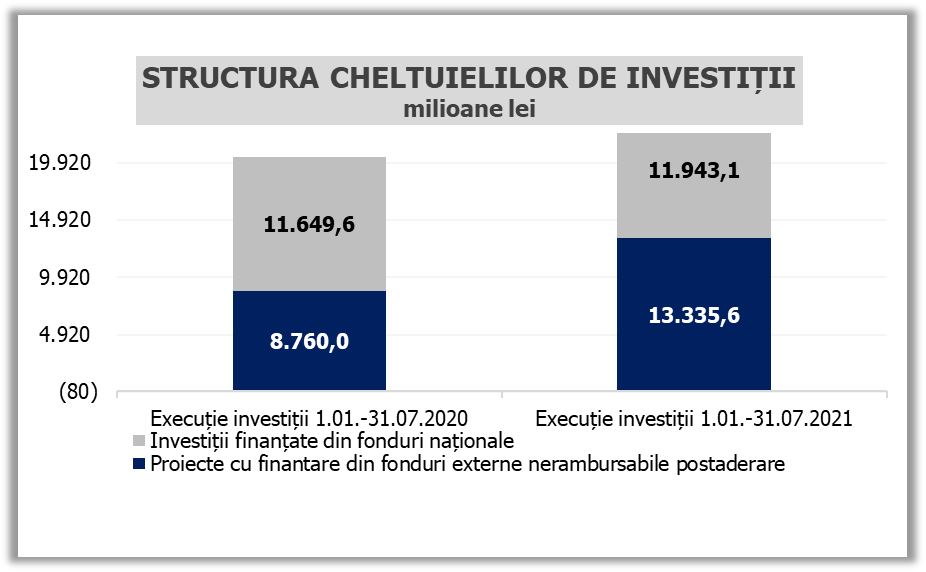 STRUCTURA CHELTUIELILOR DE INVESTIȚII
milioane lei
19.920
14.920
9.920
4.920
(80)
11.649,6
8.760,0
11.943,1
13.335,6
Execuție investiții 1.01.-31.07.2020
Execuție investiții 1.01.-31.07.2021
Investiții finanțate din fonduri naționale
Proiecte cu finantare din fonduri externe nerambursabile postaderare